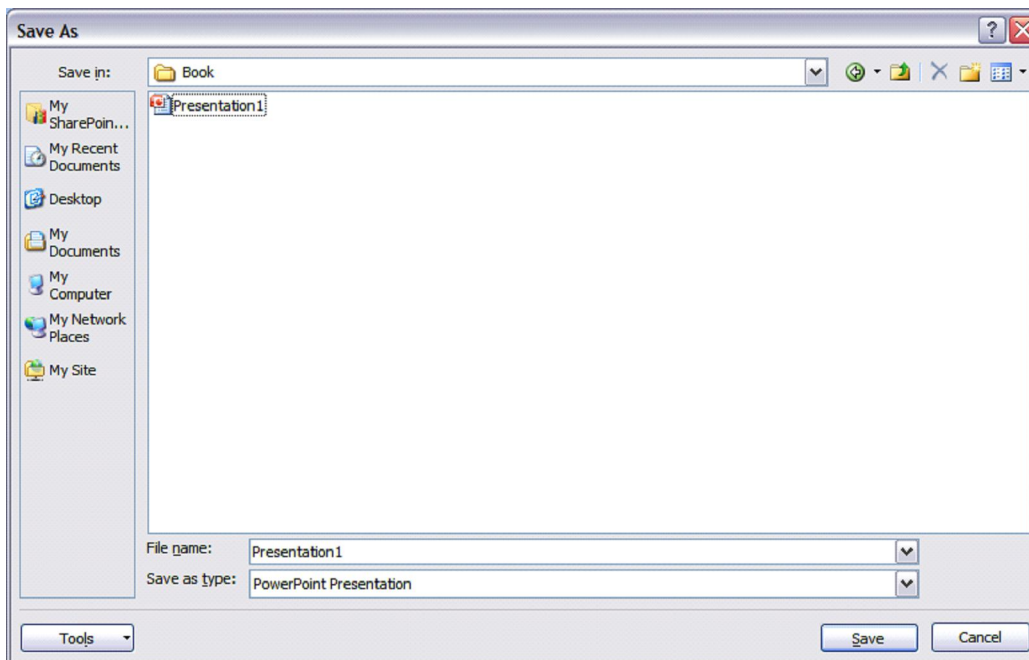 Save As
Save in:
Book
My
SharePoin...
My Recent
Documents
Desktop
My
Documents
My
Computer
My Network
Places
My Site
Presentation1
File name:
Presentation1
Save as type:
PowerPoint Presentation
Tools
Save
Cancel